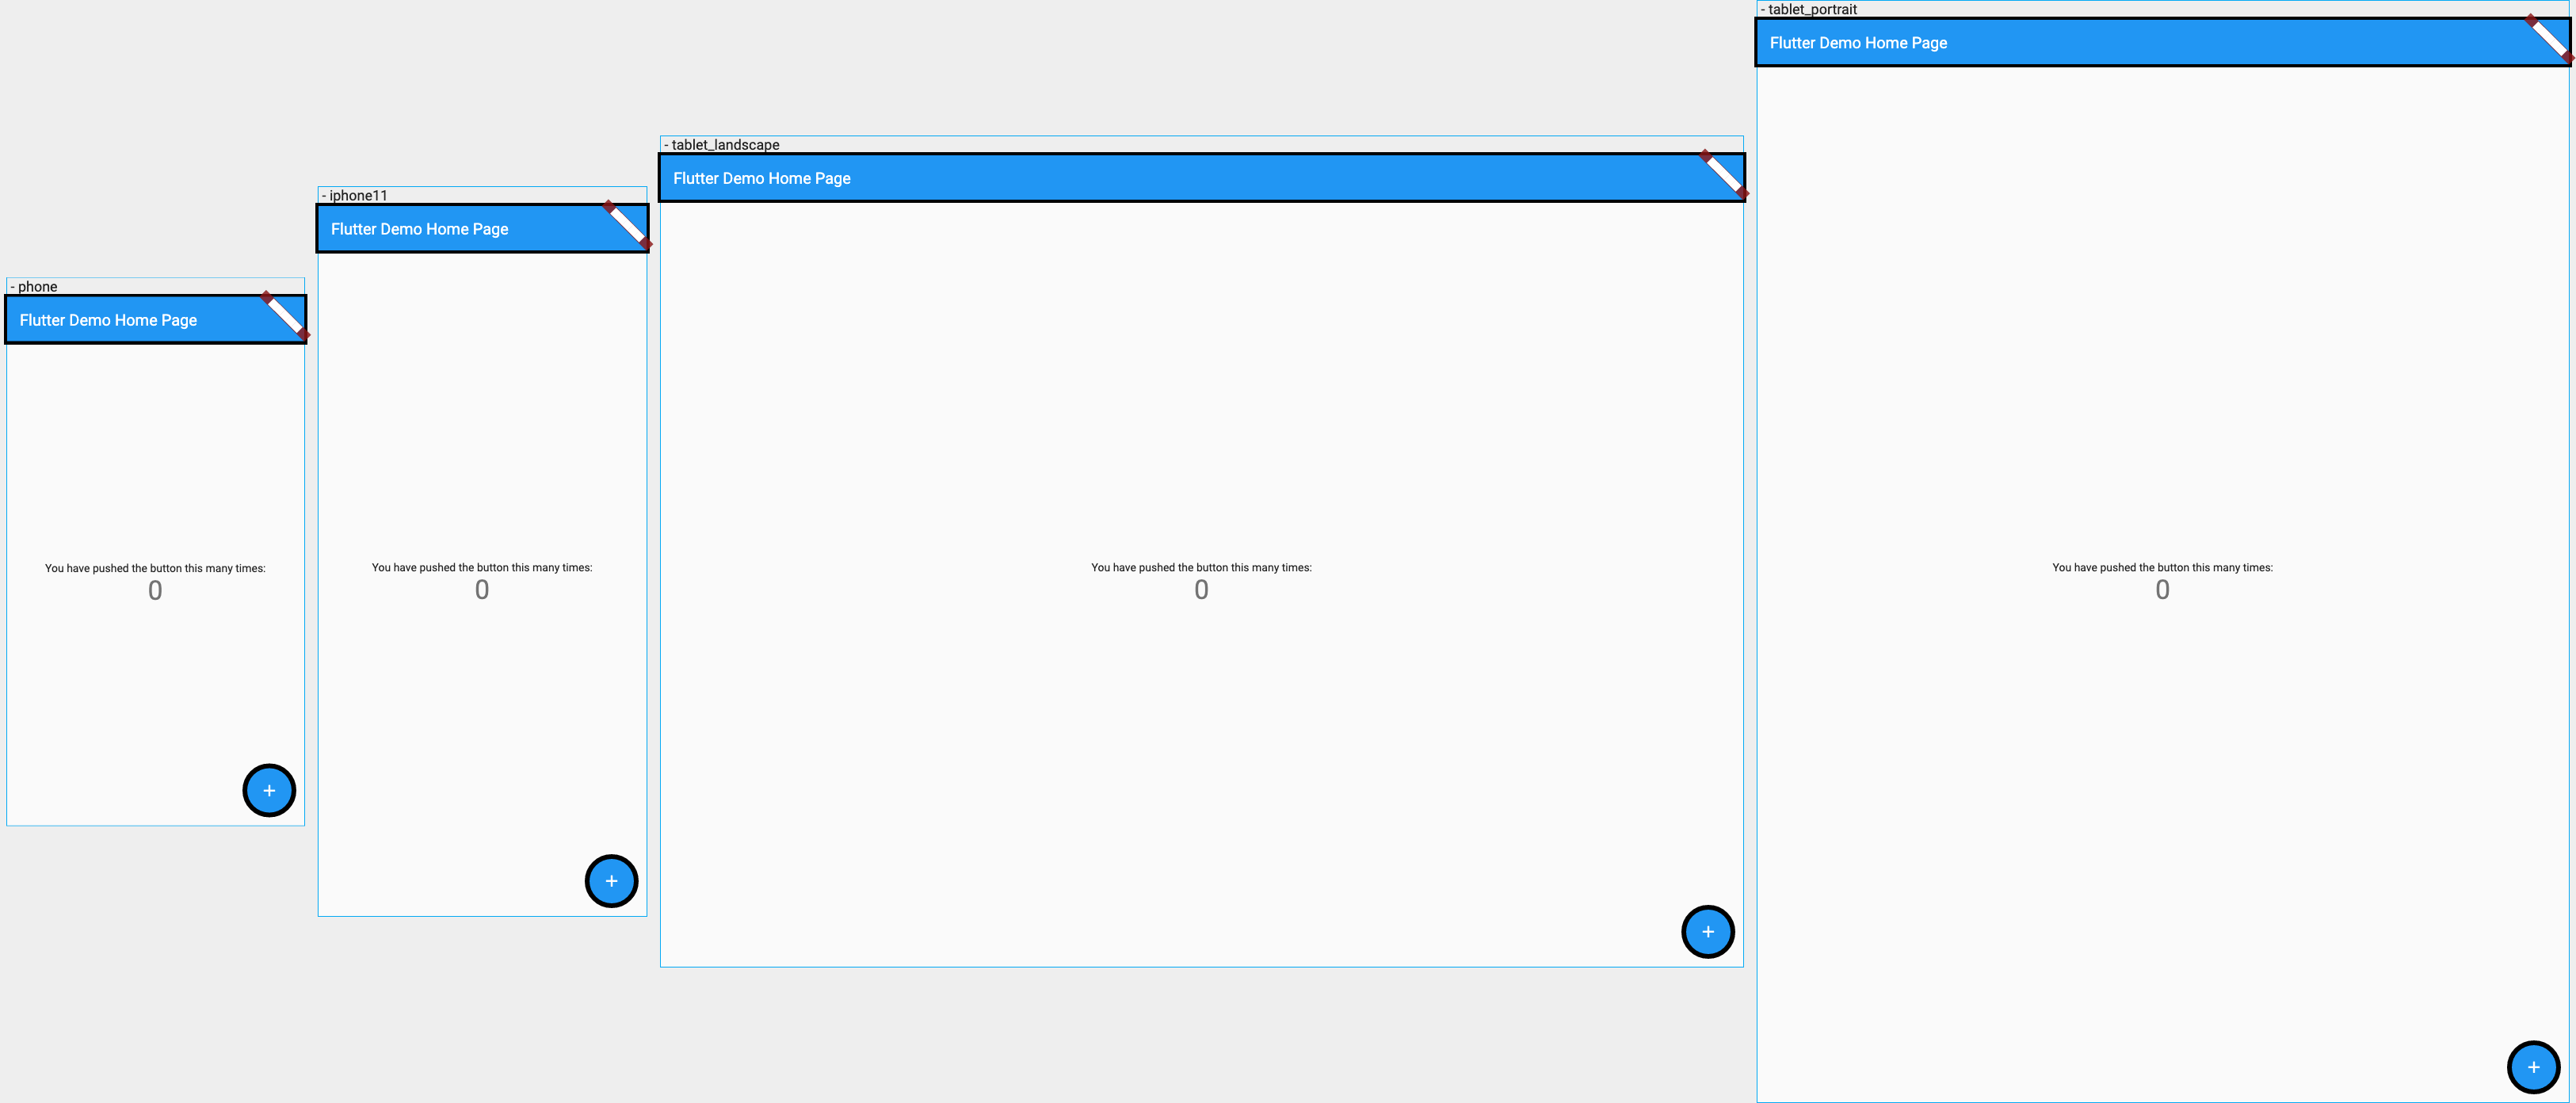 - phone
Flutter Demo Home Page
You have pushed the button this many times:
0
+
- iphone11
Flutter Demo Home Page
You have pushed the button this many times:
0
+
- tablet_landscape
Flutter Demo Home Page
You have pushed the button this many times:
0
+
- tablet_portrait
Flutter Demo Home Page
You have pushed the button this many times:
0
+